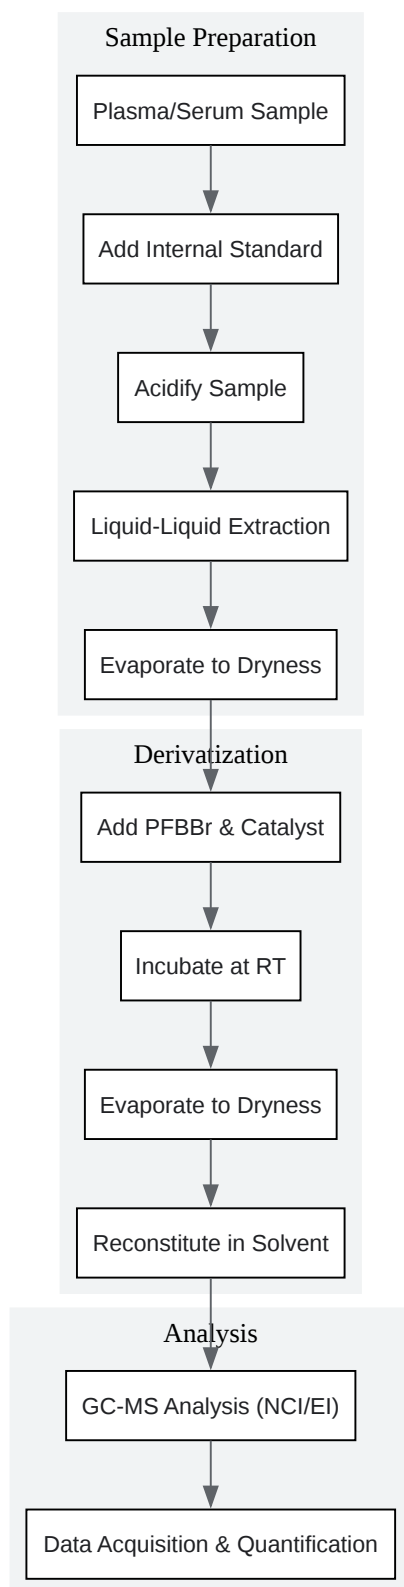 Sample Preparation
Plasma/Serum Sample
Add Internal Standard
Acidify Sample
Liquid-Liquid Extraction
Evaporate to Dryness
Derivatization
Add PFBBr & Catalyst
Incubate at RT
Evaporate to Dryness
Reconstitute in Solvent
Analysis
GC-MS Analysis (NCI/EI)
Data Acquisition & Quantification